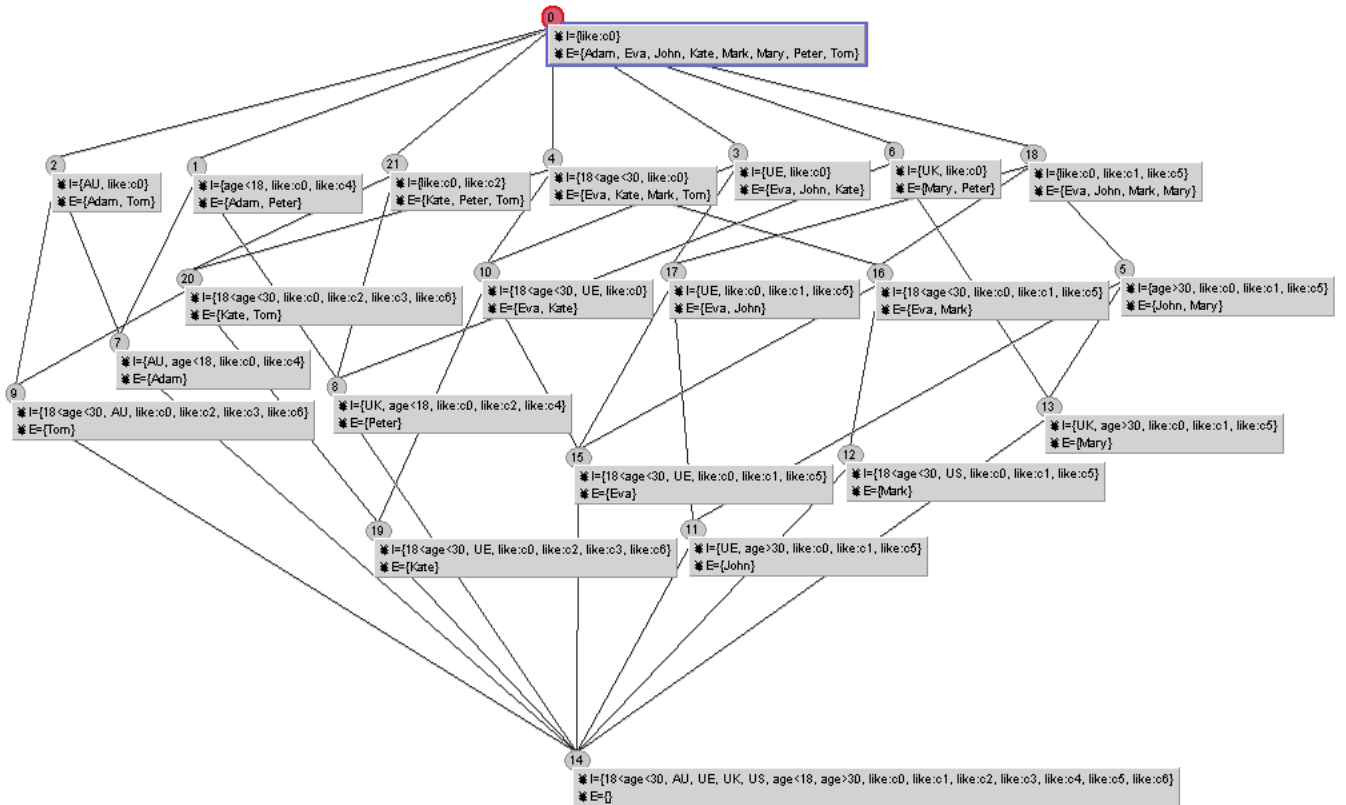 0
I={like:c0}
E={Adam, Eva, John, Kate, Mark, Mary, Peter, Tom}
2
I={AU, like:c0}
E={Adam, Tom}
1
I={age<18, like:c0, like:c4}
E={Adam, Peter}
21
I={like:c0, like:c2}
E={Kate, Peter, Tom}
4
I={18<age<30, like:c0}
E={Eva, Kate, Mark, Tom}
3
I={UE, like:c0}
E={Eva, John, Kate}
6
I={UK, like:c0}
E={Mary, Peter}
18
I={like:c0, like:c1, like:c5}
E={Eva, John, Mark, Mary}
20
I={18<age<30, like:c0, like:c2, like:c3, like:c6}
E={Kate, Tom}
10
I={18<age<30, UE, like:c0}
E={Eva, Kate}
17
I={UE, like:c0, like:c1, like:c5}
E={Eva, John}
16
I={18<age<30, like:c0, like:c1, like:c5}
E={Eva, Mark}
5
I={age>30, like:c0, like:c1, like:c5}
E={John, Mary}
7
I={AU, age<18, like:c0, like:c4}
E={Adam}
9
I={18<age<30, AU, like:c0, like:c2, like:c3, like:c6}
E={Tom}
8
I={UK, age<18, like:c0, like:c2, like:c4}
E={Peter}
13
I={UK, age>30, like:c0, like:c1, like:c5}
E={Mary}
15
I={18<age<30, UE, like:c0, like:c1, like:c5}
E={Eva}
12
I={18<age<30, US, like:c0, like:c1, like:c5}
E={Mark}
19
I={18<age<30, UE, like:c0, like:c2, like:c3, like:c6}
E={Kate}
11
I={UE, age>30, like:c0, like:c1, like:c5}
E={John}
14
I={18<age<30, AU, UE, UK, US, age<18, age>30, like:c0, like:c1, like:c2, like:c3, like:c4, like:c5, like:c6}
E={}